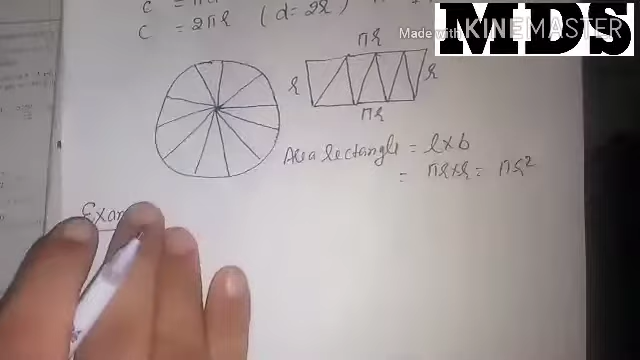 C = 2πr (d=2r)
Made with KINEMASTER
MDS
πr
r
r
πr
Area rectangle = l×b
= πr×r = πr²